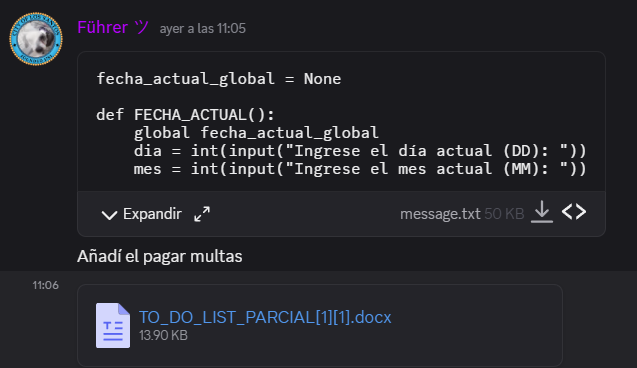 Führer ツ ayer a las 11:05
fecha_actual_global = None
def FECHA_ACTUAL():
    global fecha_actual_global
    dia = int(input("Ingrese el día actual (DD): "))
    mes = int(input("Ingrese el mes actual (MM): "))
Expandir message.txt 50 KB
Añadí el pagar multas
11:06
TO_DO_LIST_PARCIAL[1][1].docx
13.90 KB